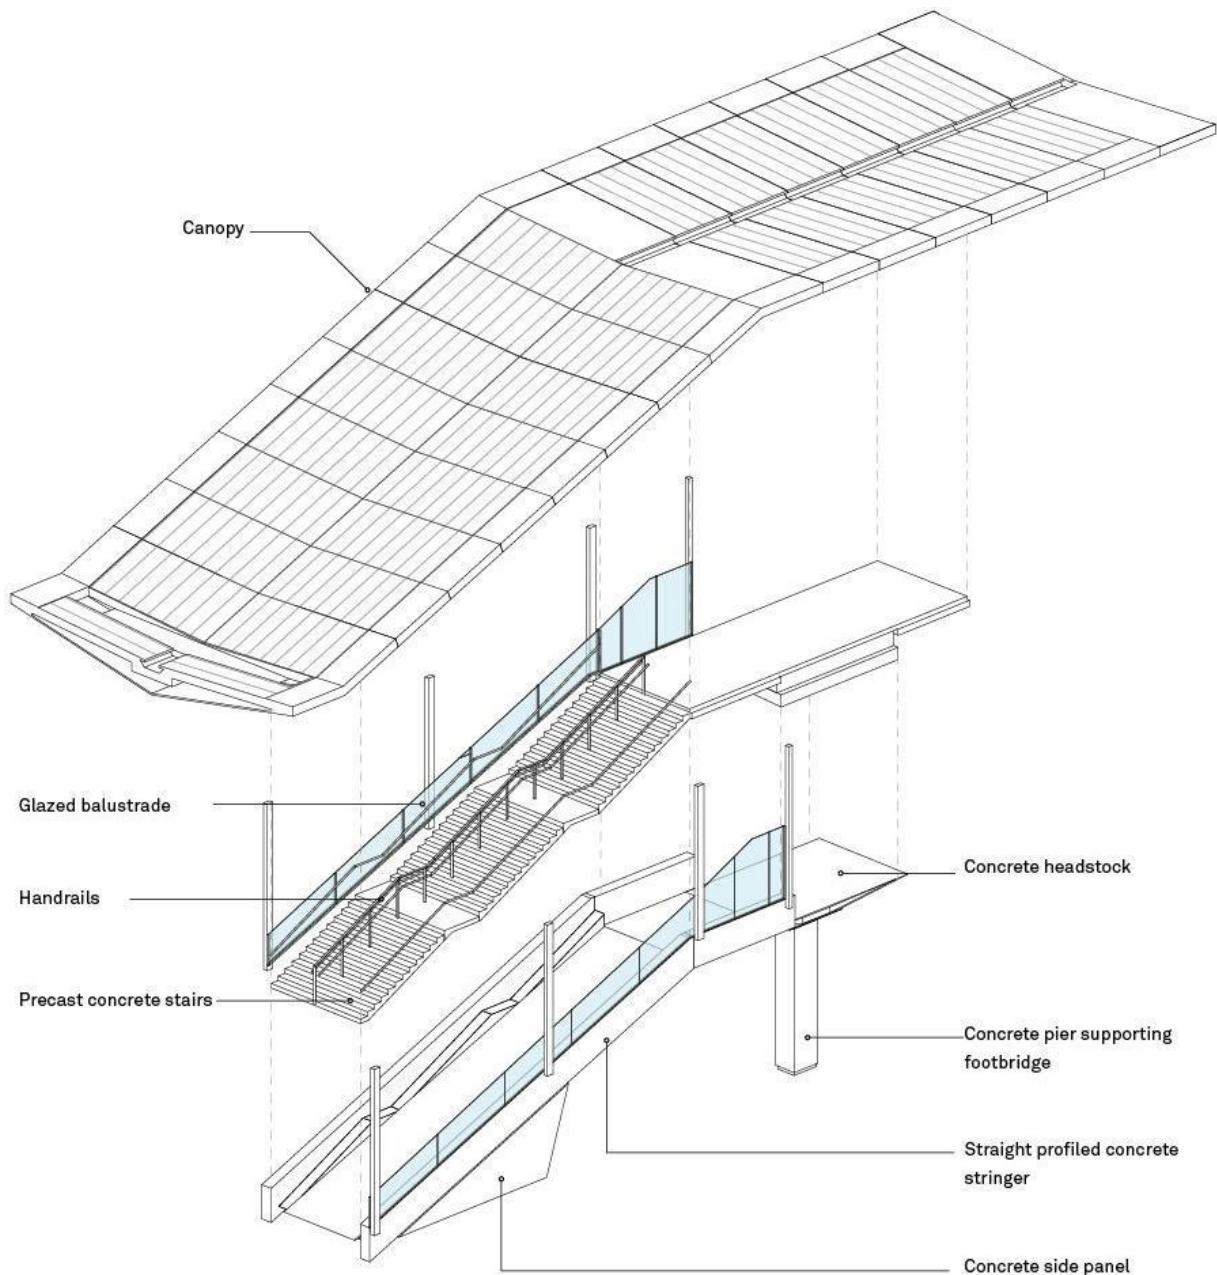 Canopy
Glazed balustrade
Handrails
Precast concrete stairs
Concrete headstock
Concrete pier supporting
footbridge
Straight profiled concrete
stringer
Concrete side panel